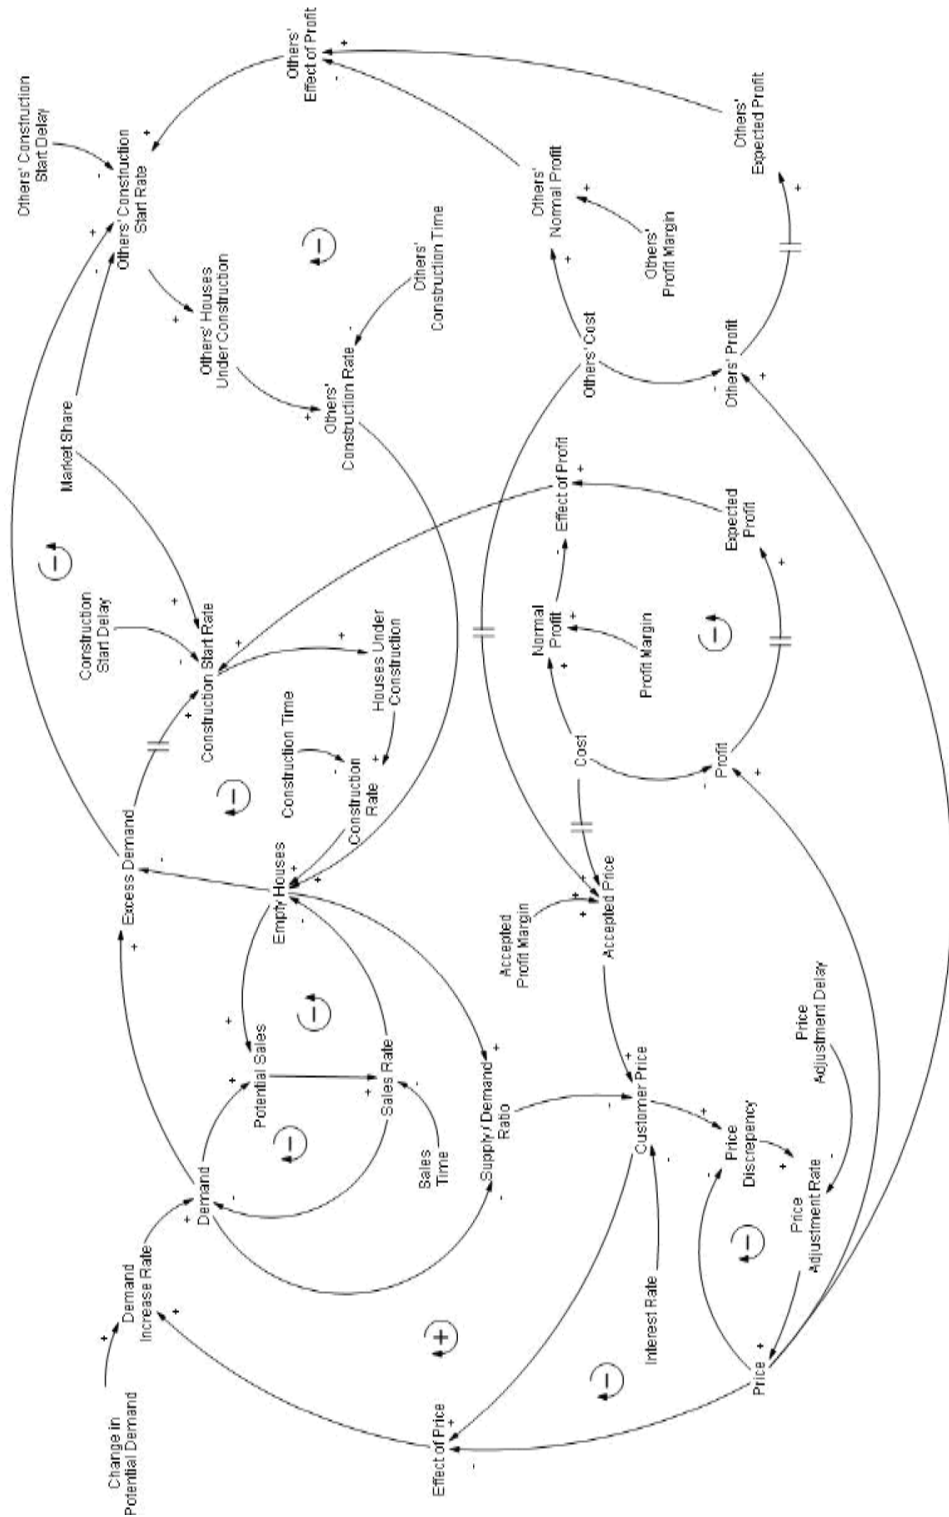 Change in
Potential Demand
Demand
Increase Rate
Demand
Excess Demand
Construction
Start Delay
Construction Start Rate
Market Share
Others' Construction
Start Delay
Others' Construction
Start Rate
Others'
Effect of Profit
Potential Sales
Sales Rate
Sales
Time
Empty Houses
Construction Time
Construction
Rate
Houses Under
Construction
Others' Houses
Under Construction
Others'
Construction Rate
Others'
Construction Time
Effect of Price
Supply / Demand
Ratio
Customer Price
Interest Rate
Accepted
Profit Margin
Accepted Price
Cost
Normal
Profit
Profit Margin
Effect of Profit
Others' Cost
Others'
Normal Profit
Others'
Profit Margin
Price
Price
Adjustment Rate
Price
Discrepency
Price
Adjustment Delay
Profit
Expected
Profit
Others' Profit
Others'
Expected Profit